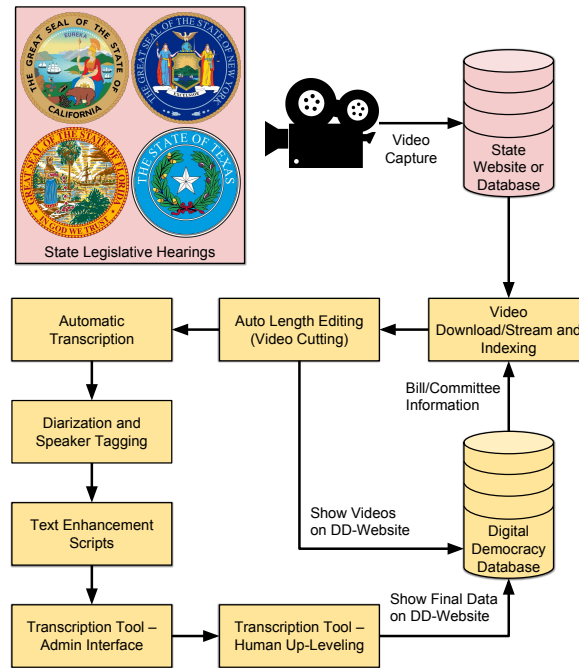 THE GREAT SEAL OF THE STATE OF CALIFORNIA
EUREKA
THE GREAT SEAL OF THE STATE OF NEW YORK
EXCELSIOR
GREAT SEAL OF THE STATE OF FLORIDA
IN GOD WE TRUST
THE STATE OF TEXAS
State Legislative Hearings
Video
Capture
State
Website or
Database
Automatic
Transcription
Auto Length Editing
(Video Cutting)
Video
Download/Stream and
Indexing
Bill/Committee
Information
Diarization and
Speaker Tagging
Text Enhancement
Scripts
Show Videos
on DD-Website
Digital
Democracy
Database
Transcription Tool –
Admin Interface
Transcription Tool –
Human Up-Leveling
Show Final Data
on DD-Website